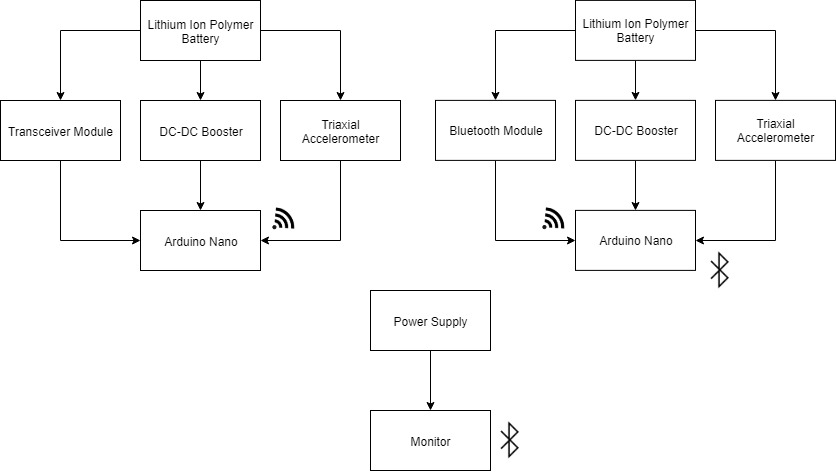 Lithium Ion Polymer
Battery
Transceiver Module
DC-DC Booster
Triaxial
Accelerometer
Arduino Nano
Lithium Ion Polymer
Battery
Bluetooth Module
DC-DC Booster
Triaxial
Accelerometer
Arduino Nano
Power Supply
Monitor